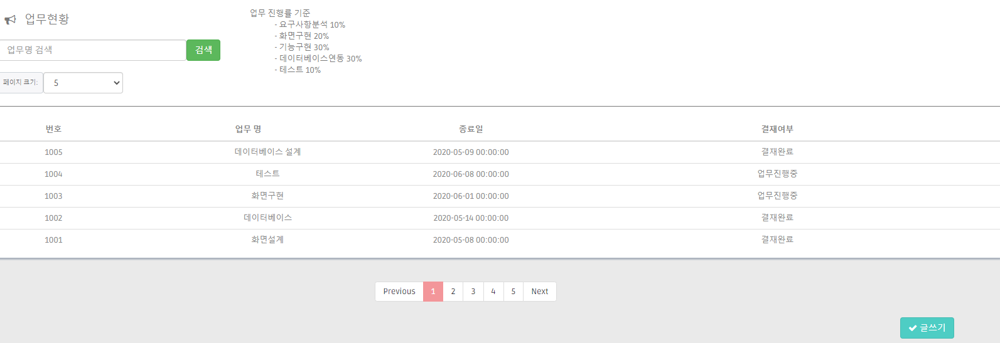 업무현황
업무명 검색 검색
페이지 크기: 5
업무 진행률 기준
- 요구사항분석 10%
- 화면구현 20%
- 기능구현 30%
- 데이터베이스연동 30%
- 테스트 10%
번호 업무 명 종료일 결재여부
1005 데이터베이스 설계 2020-05-09 00:00:00 결재완료
1004 테스트 2020-06-08 00:00:00 업무진행중
1003 화면구현 2020-06-01 00:00:00 업무진행중
1002 데이터베이스 2020-05-14 00:00:00 결재완료
1001 화면설계 2020-05-08 00:00:00 결재완료
Previous 1 2 3 4 5 Next
글쓰기